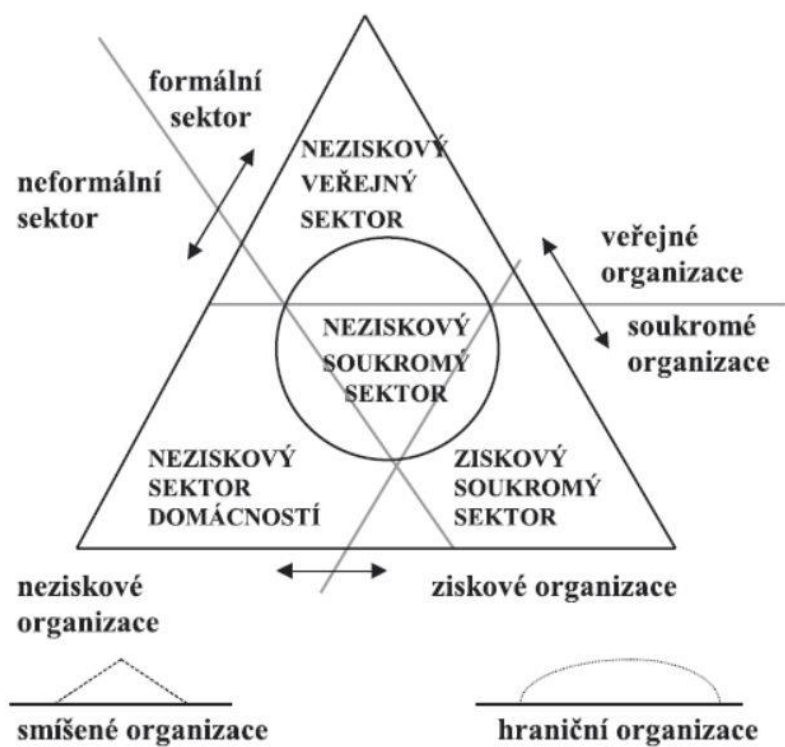 formální
sektor
neformální
sektor
NEZISKOVÝ
VEŘEJNÝ
SEKTOR
veřejné
organizace
soukromé
organizace
NEZISKOVÝ
SOUKROMÝ
SEKTOR
NEZISKOVÝ
SEKTOR
DOMÁCNOSTÍ
ZISKOVÝ
SOUKROMÝ
SEKTOR
neziskové
organizace
ziskové organizace
smíšené organizace
hraniční organizace